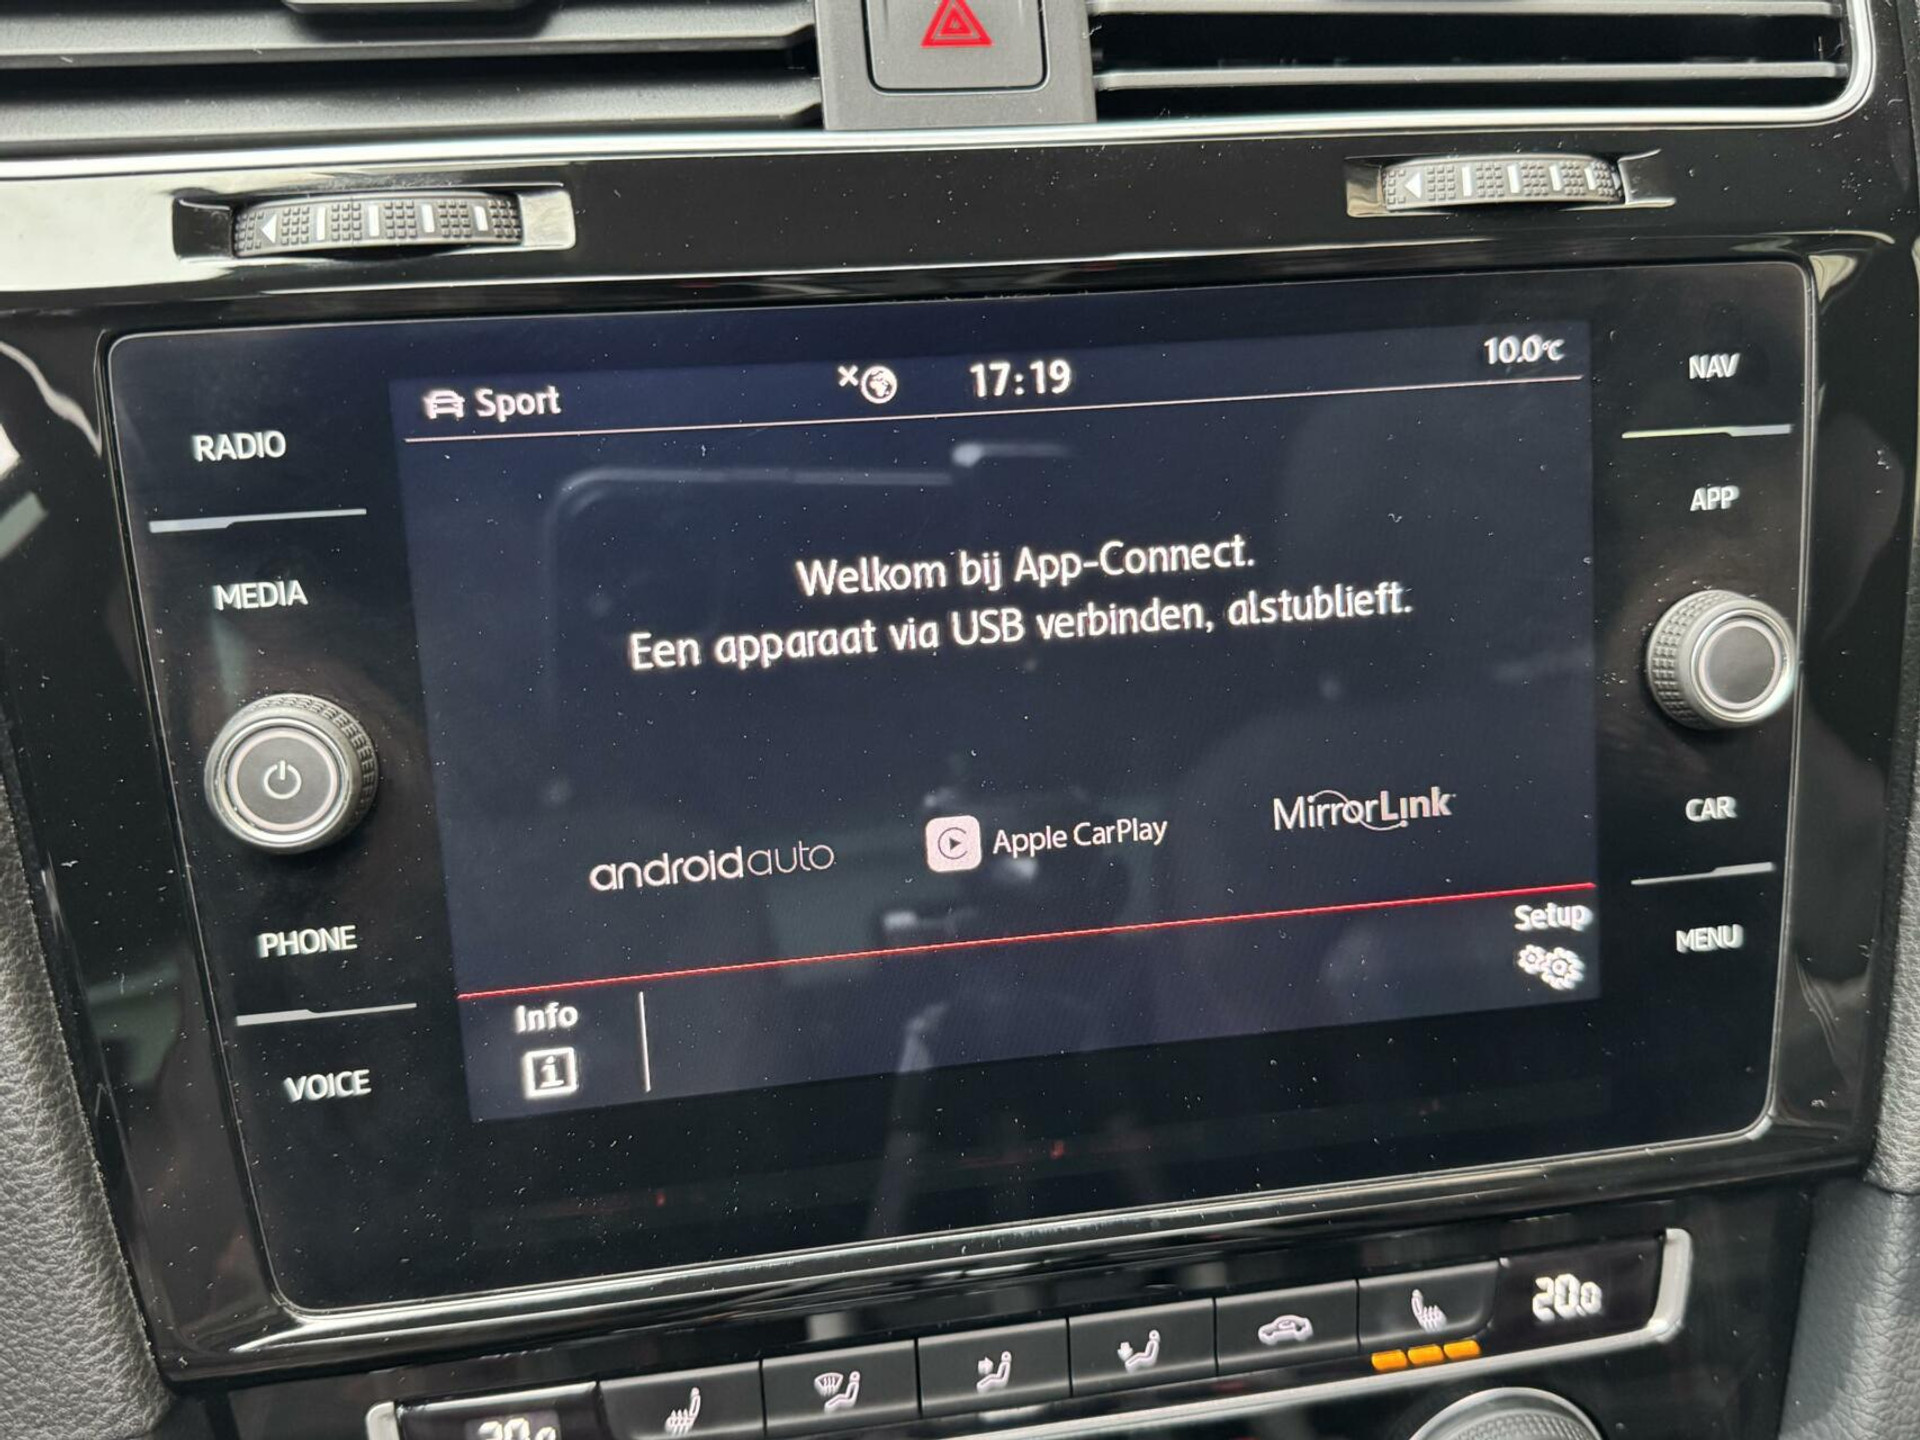 Sport
17:19
10.0°C
RADIO
MEDIA
PHONE
VOICE
NAV
APP
CAR
MENU
Welkom bij App-Connect.
Een apparaat via USB verbinden, alstublieft.
androidauto
Apple CarPlay
MirrorLink
Info
i
Setup
20.0